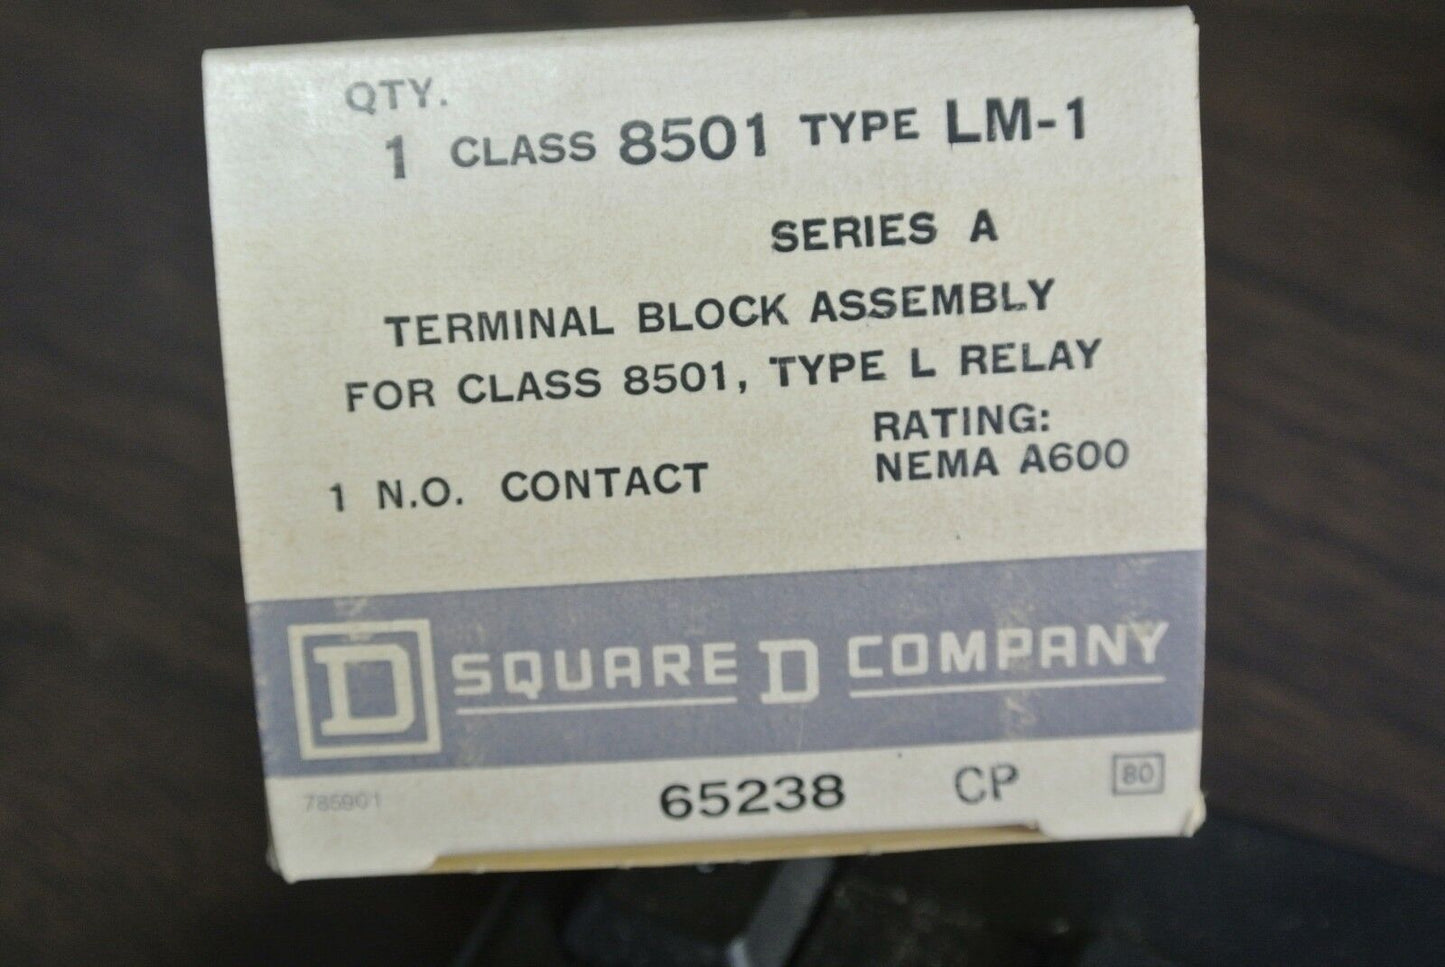 QTY.
1 CLASS 8501 TYPE LM-1
SERIES A
TERMINAL BLOCK ASSEMBLY
FOR CLASS 8501, TYPE L RELAY
1 N.O. CONTACT
RATING:
NEMA A600
D SQUARE D COMPANY
785901 65238 CP 80